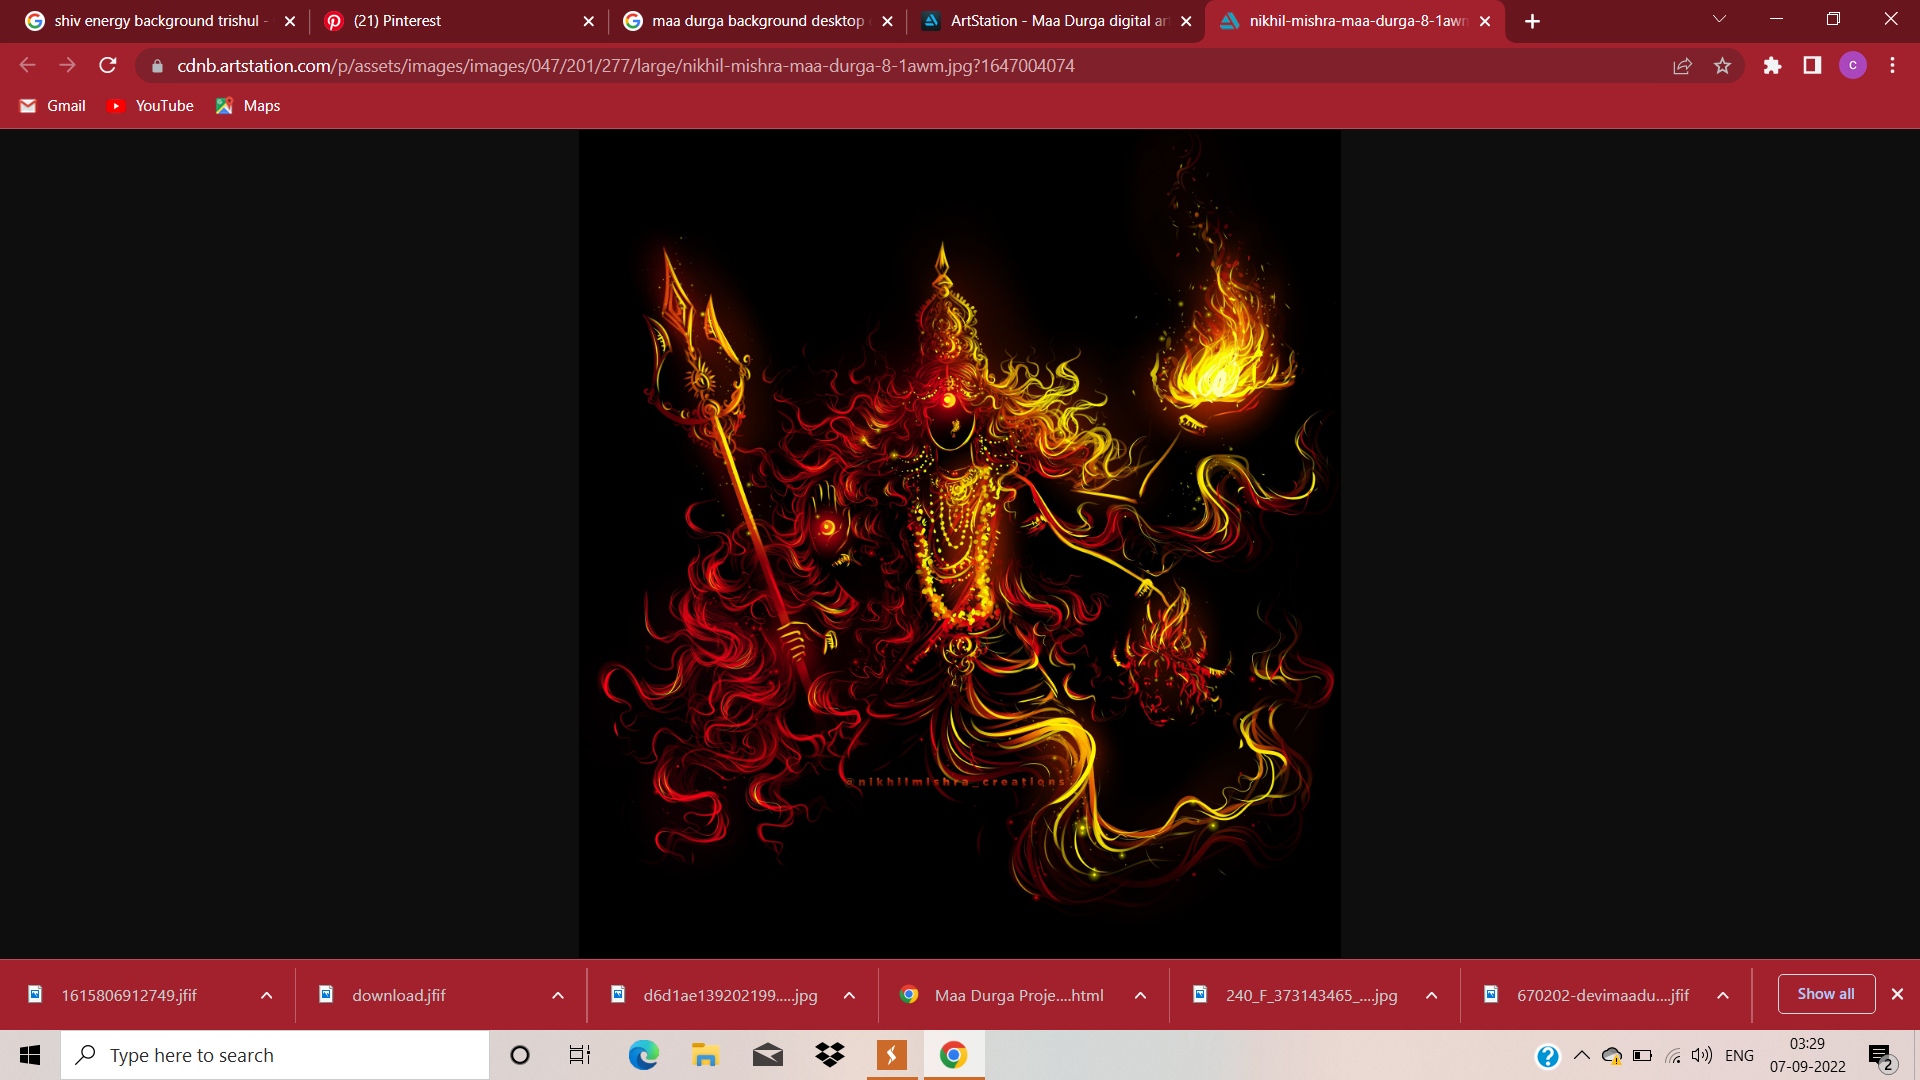 shiv energy background trishul -
(21) Pinterest
maa durga background desktop
ArtStation - Maa Durga digital ar
nikhil-mishra-maa-durga-8-1awm
cdnb.artstation.com/p/assets/images/images/047/201/277/large/nikhil-mishra-maa-durga-8-1awm.jpg?1647004074
C
Gmail
YouTube
Maps
@nikhilmishra_creations
1615806912749.jfif
download.jfif
d6d1ae139202199.....jpg
Maa Durga Proje....html
240_F_373143465_....jpg
670202-devimaadu....jfif
Show all
Type here to search
ENG
03:29
07-09-2022
2